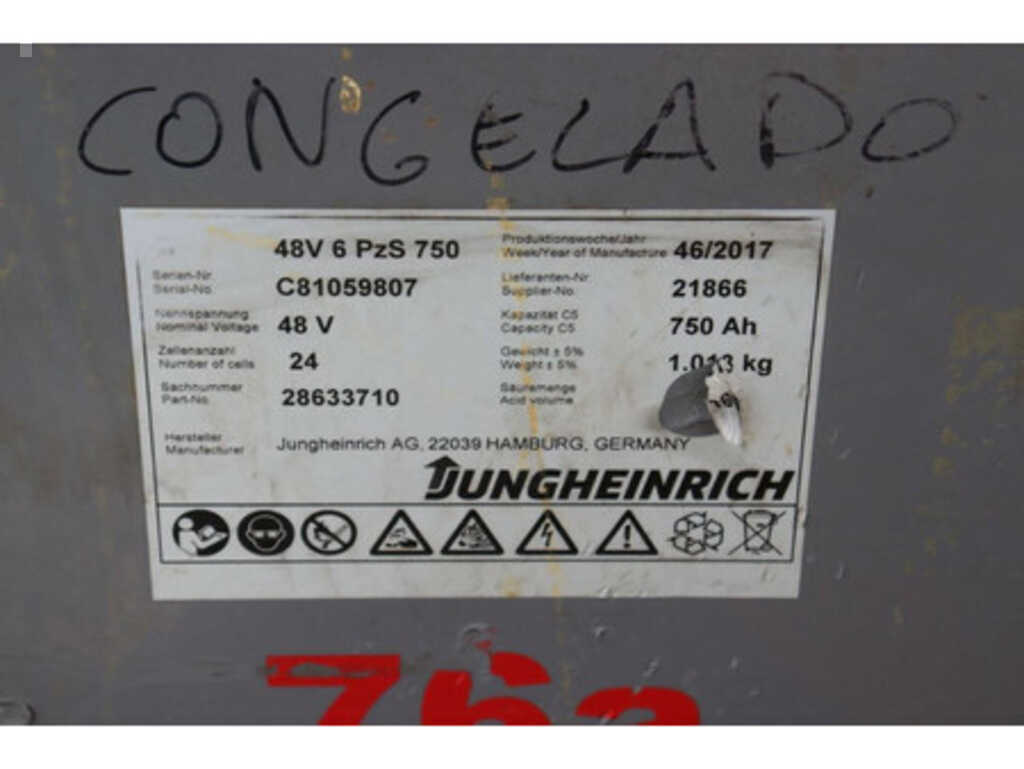 CONGELADO
48V 6 PzS 750
Produktionswoche/Jahr
Week/Year of Manufacture 46/2017
Serien-Nr
Serial-No. C81059807
Lieferanten-Nr
Supplier-No. 21866
Nennspannung
Nominal Voltage 48 V
Kapazität C5
Capacity C5 750 Ah
Zellenanzahl
Number of cells 24
Gewicht ± 5%
Weight ± 5% 1.013 kg
Sachnummer
Part-No. 28633710
Säuremenge
Acid volume
Hersteller
Manufacturer Jungheinrich AG, 22039 HAMBURG, GERMANY
JUNGHEINRICH